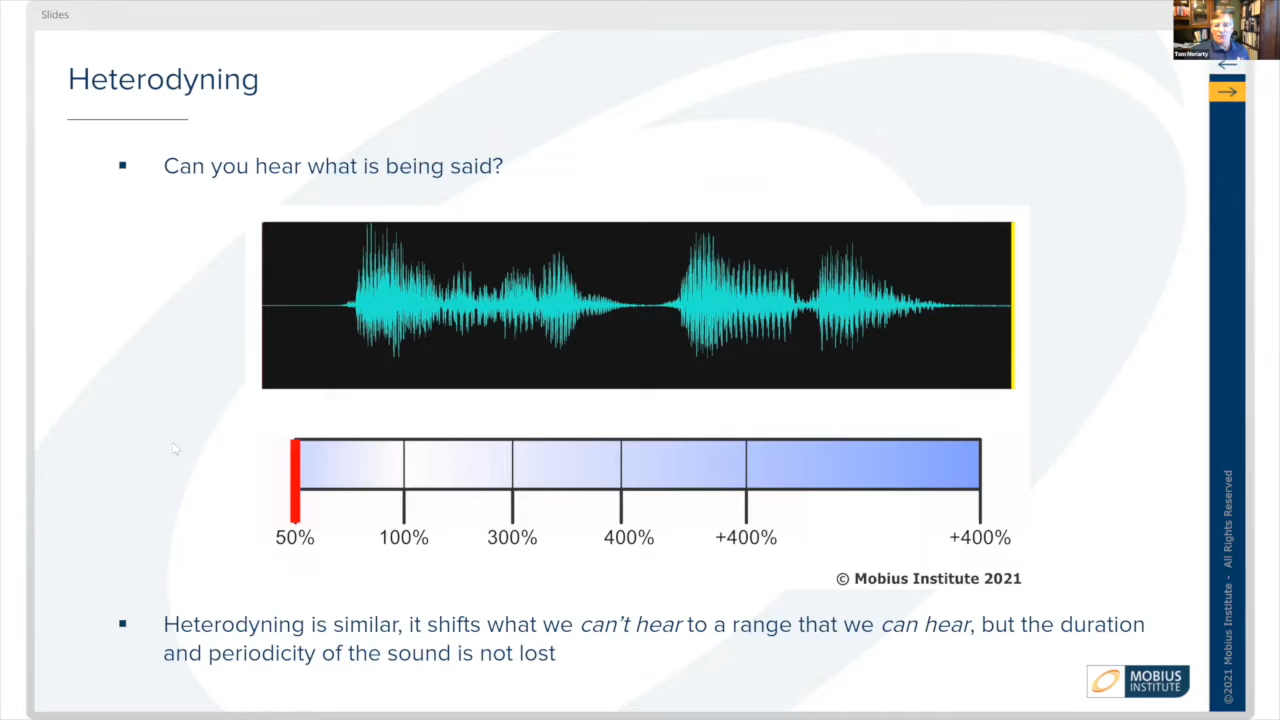 Slides
Tom Moriarty
Heterodyning
▪ Can you hear what is being said?
50% 100% 300% 400% +400% +400%
© Mobius Institute 2021
▪ Heterodyning is similar, it shifts what we can't hear to a range that we can hear, but the duration
and periodicity of the sound is not lost
MOBIUS
INSTITUTE
©2021 Mobius Institute - All Rights Reserved